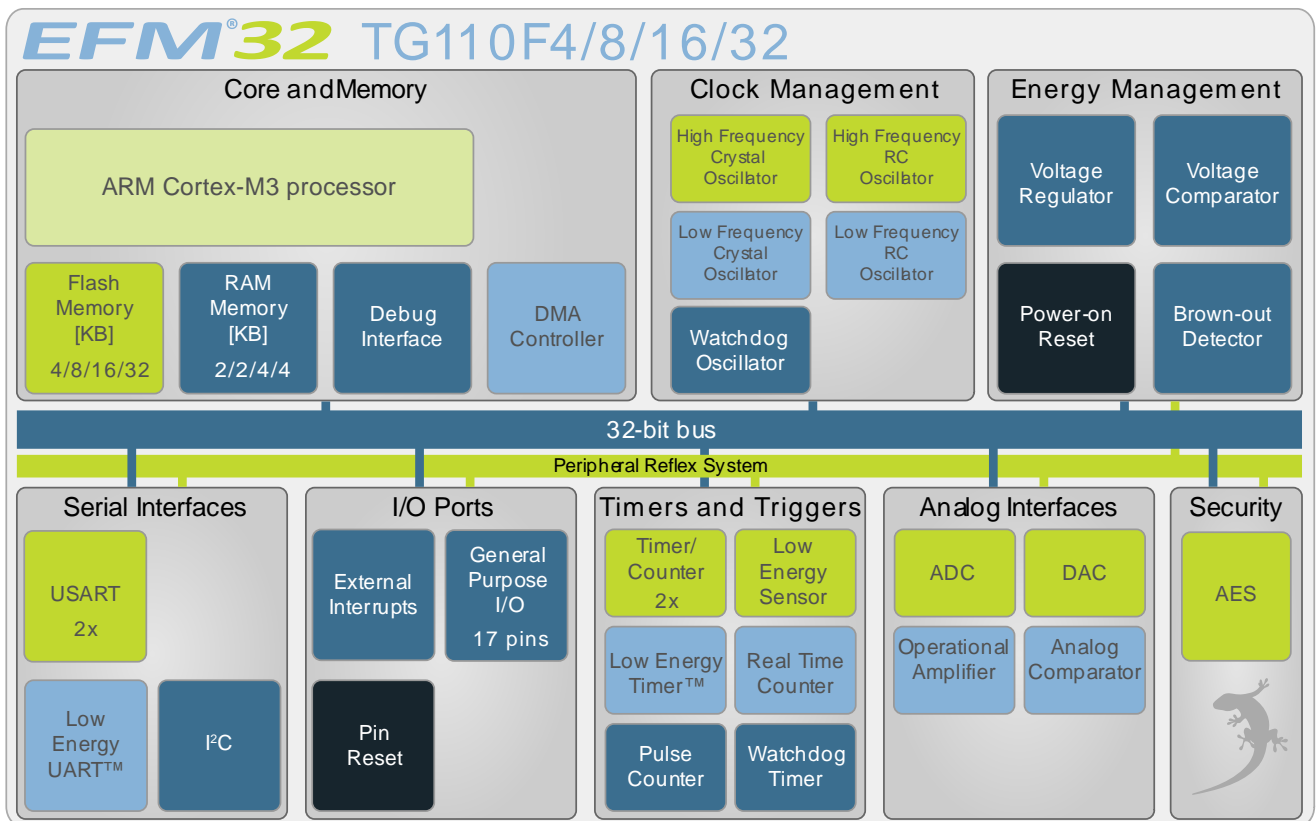 EFM®32 TG110F4/8/16/32
Core and Memory
ARM Cortex-M3 processor
Flash
Memory
[KB]
4/8/16/32
RAM
Memory
[KB]
2/2/4/4
Debug
Interface
DMA
Controller
Clock Management
High Frequency
Crystal
Oscillator
High Frequency
RC
Oscillator
Low Frequency
Crystal
Oscillator
Low Frequency
RC
Oscillator
Watchdog
Oscillator
Energy Management
Voltage
Regulator
Voltage
Comparator
Power-on
Reset
Brown-out
Detector
32-bit bus
Peripheral Reflex System
Serial Interfaces
USART
2x
Low
Energy
UART™
I²C
I/O Ports
External
Interrupts
General
Purpose
I/O
17 pins
Pin
Reset
Timers and Triggers
Timer/
Counter
2x
Low
Energy
Sensor
Low Energy
Timer™
Real Time
Counter
Pulse
Counter
Watchdog
Timer
Analog Interfaces
ADC
DAC
Operational
Amplifier
Analog
Comparator
Security
AES